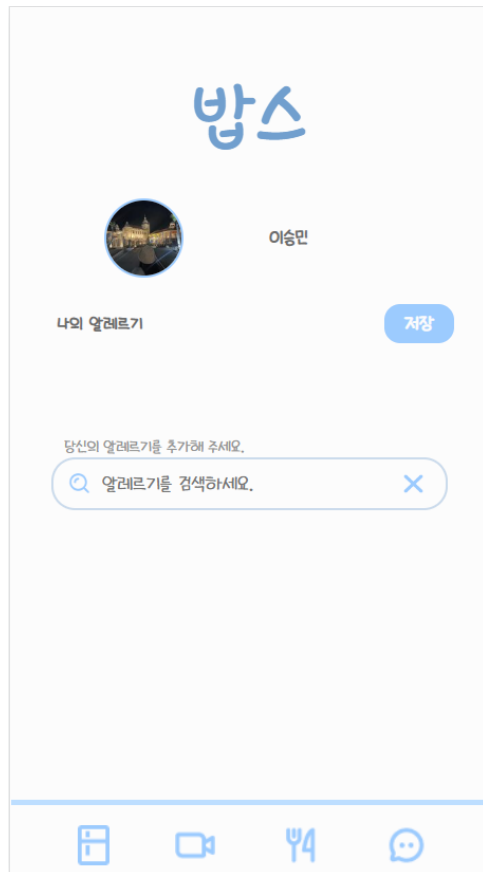 밥스
이승민
나의 알레르기
저장
당신의 알레르기를 추가해 주세요.
알레르기를 검색하세요.